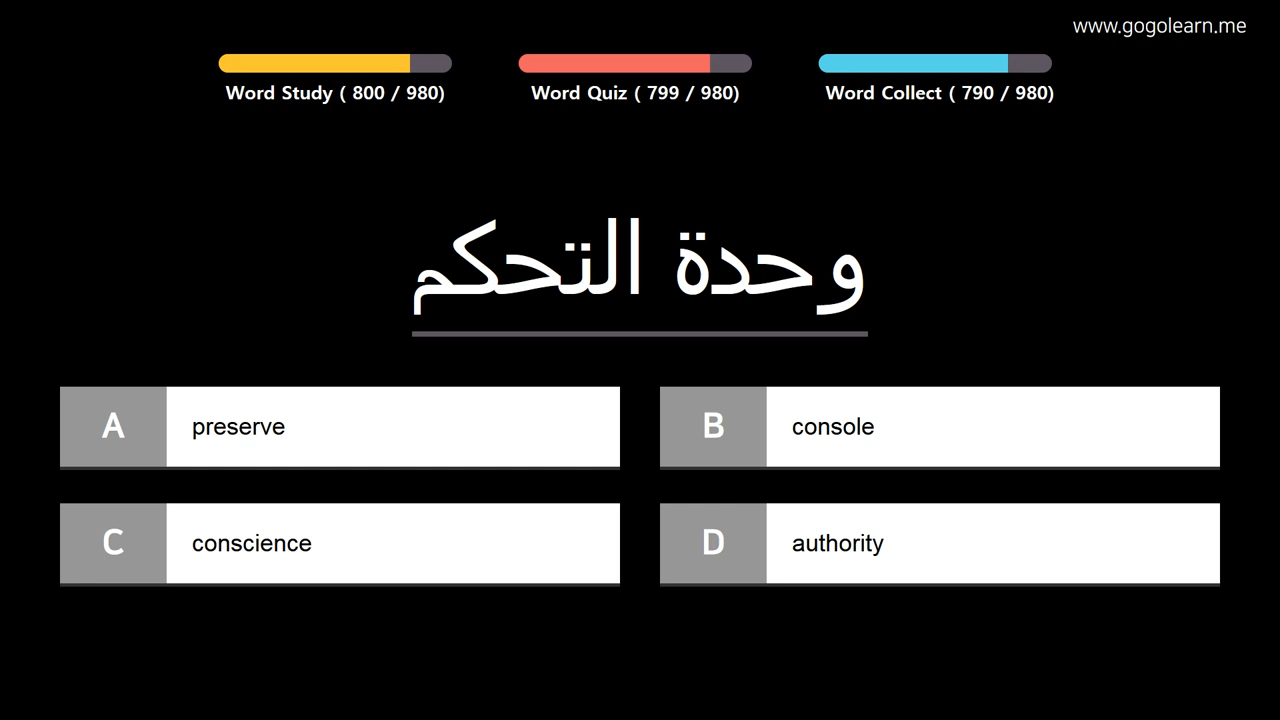 www.gogolearn.me
Word Study ( 800 / 980)
Word Quiz ( 799 / 980)
Word Collect ( 790 / 980)
وحدة التحكم
A preserve
B console
C conscience
D authority